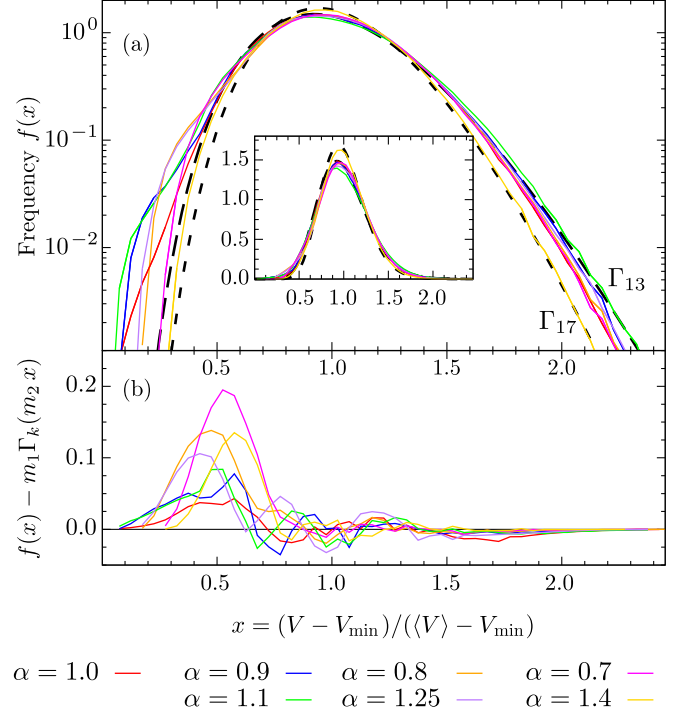 (a)
Frequency f(x)
10⁰
10⁻¹
10⁻²
1.5
1.0
0.5
0.0
0.5 1.0 1.5 2.0
Γ₁₃
Γ₁₇
0.5 1.0 1.5 2.0
(b)
f(x) − m₁Γₖ(m₂x)
0.2
0.1
0.0
0.5 1.0 1.5 2.0
x = (V − Vmin)/(⟨V⟩ − Vmin)
α = 1.0 α = 0.9 α = 0.8 α = 0.7
α = 1.1 α = 1.25 α = 1.4